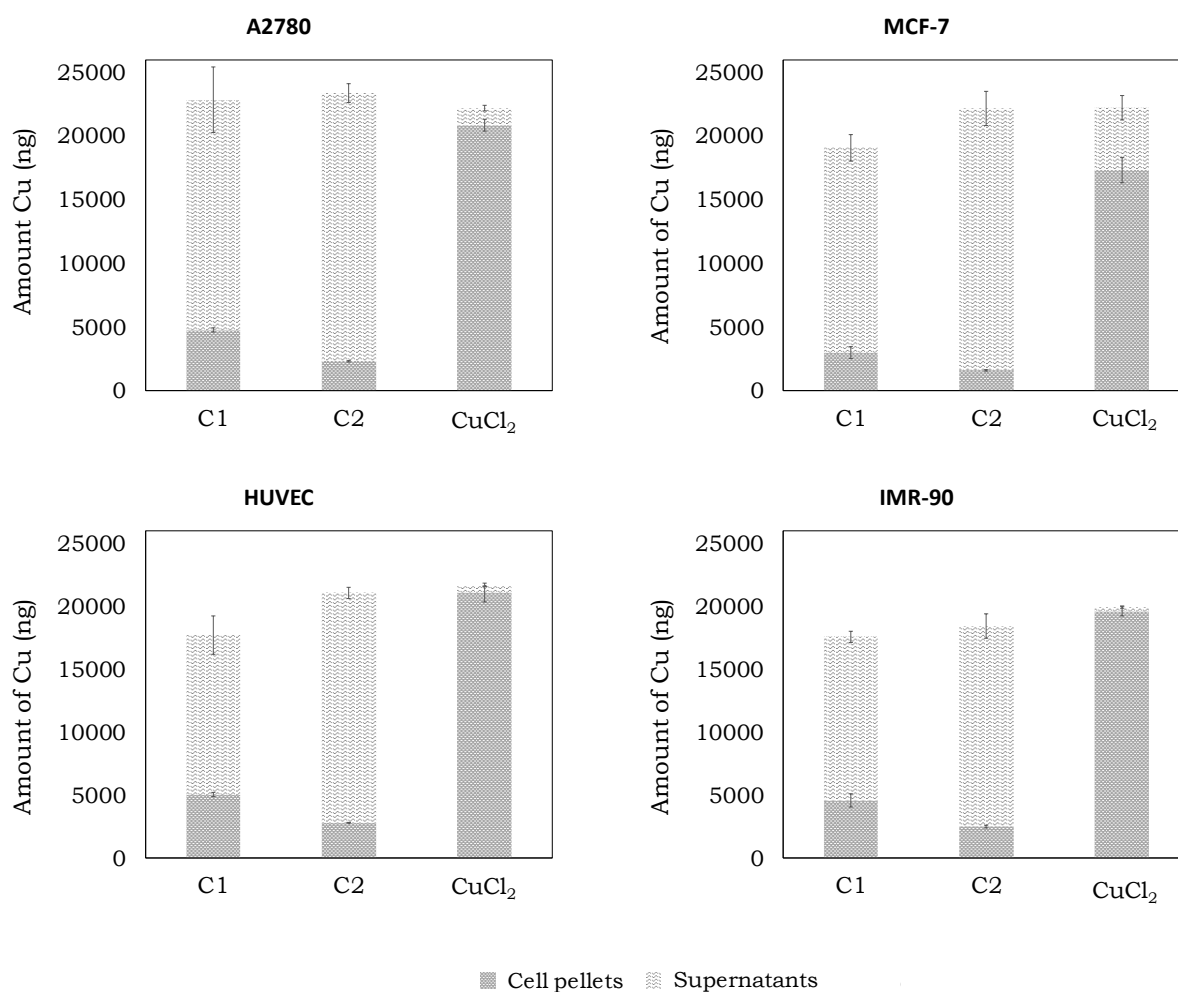 A2780
MCF-7
Amount Cu (ng)
25000
20000
15000
10000
5000
0
C1 C2 CuCl₂
Amount of Cu (ng)
25000
20000
15000
10000
5000
0
C1 C2 CuCl₂
HUVEC
IMR-90
Amount of Cu (ng)
25000
20000
15000
10000
5000
0
C1 C2 CuCl₂
Amount of Cu (ng)
25000
20000
15000
10000
5000
0
C1 C2 CuCl₂
Cell pellets Supernatants